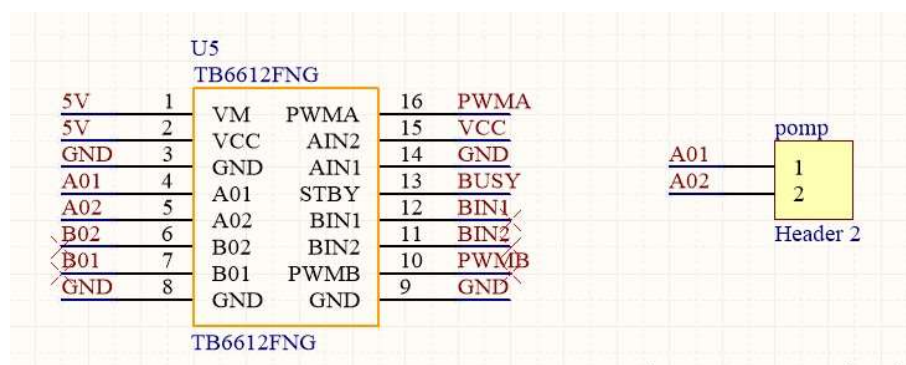 U5
TB6612FNG
5V 1 VM PWMA 16 PWMA
5V 2 VCC AIN2 15 VCC
GND 3 GND AIN1 14 GND
A01 4 A01 STBY 13 BUSY
A02 5 A02 BIN1 12 BIN1
B02 6 B02 BIN2 11 BIN2
B01 7 B01 PWMB 10 PWMB
GND 8 GND GND 9 GND
TB6612FNG
pomp
A01 1
A02 2
Header 2